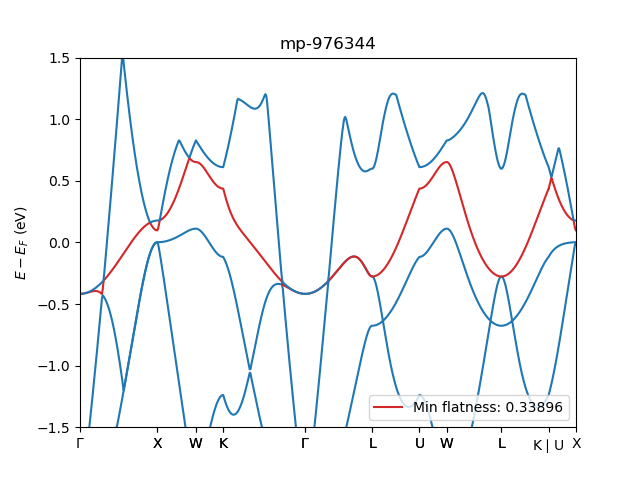 mp-976344
1.5
1.0
0.5
0.0
−0.5
−1.0
−1.5
E − E_F (eV)
Γ X W K Γ L U W L K | U X
Min flatness: 0.33896